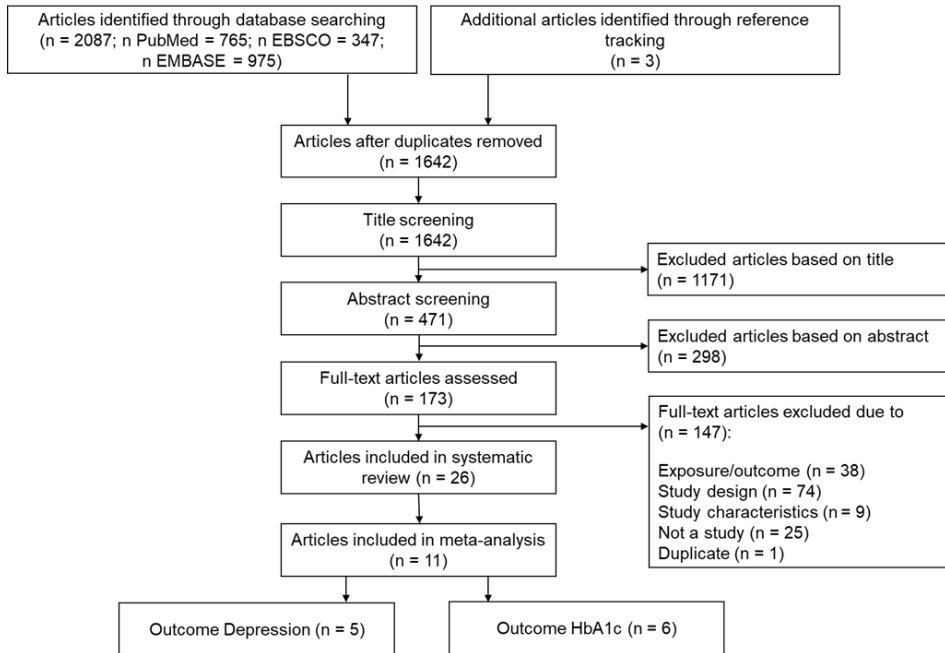 Articles identified through database searching
(n = 2087; n PubMed = 765; n EBSCO = 347;
n EMBASE = 975)
Additional articles identified through reference
tracking
(n = 3)
Articles after duplicates removed
(n = 1642)
Title screening
(n = 1642)
Excluded articles based on title
(n = 1171)
Abstract screening
(n = 471)
Excluded articles based on abstract
(n = 298)
Full-text articles assessed
(n = 173)
Full-text articles excluded due to
(n = 147):
Exposure/outcome (n = 38)
Study design (n = 74)
Study characteristics (n = 9)
Not a study (n = 25)
Duplicate (n = 1)
Articles included in systematic
review (n = 26)
Articles included in meta-analysis
(n = 11)
Outcome Depression (n = 5)
Outcome HbA1c (n = 6)